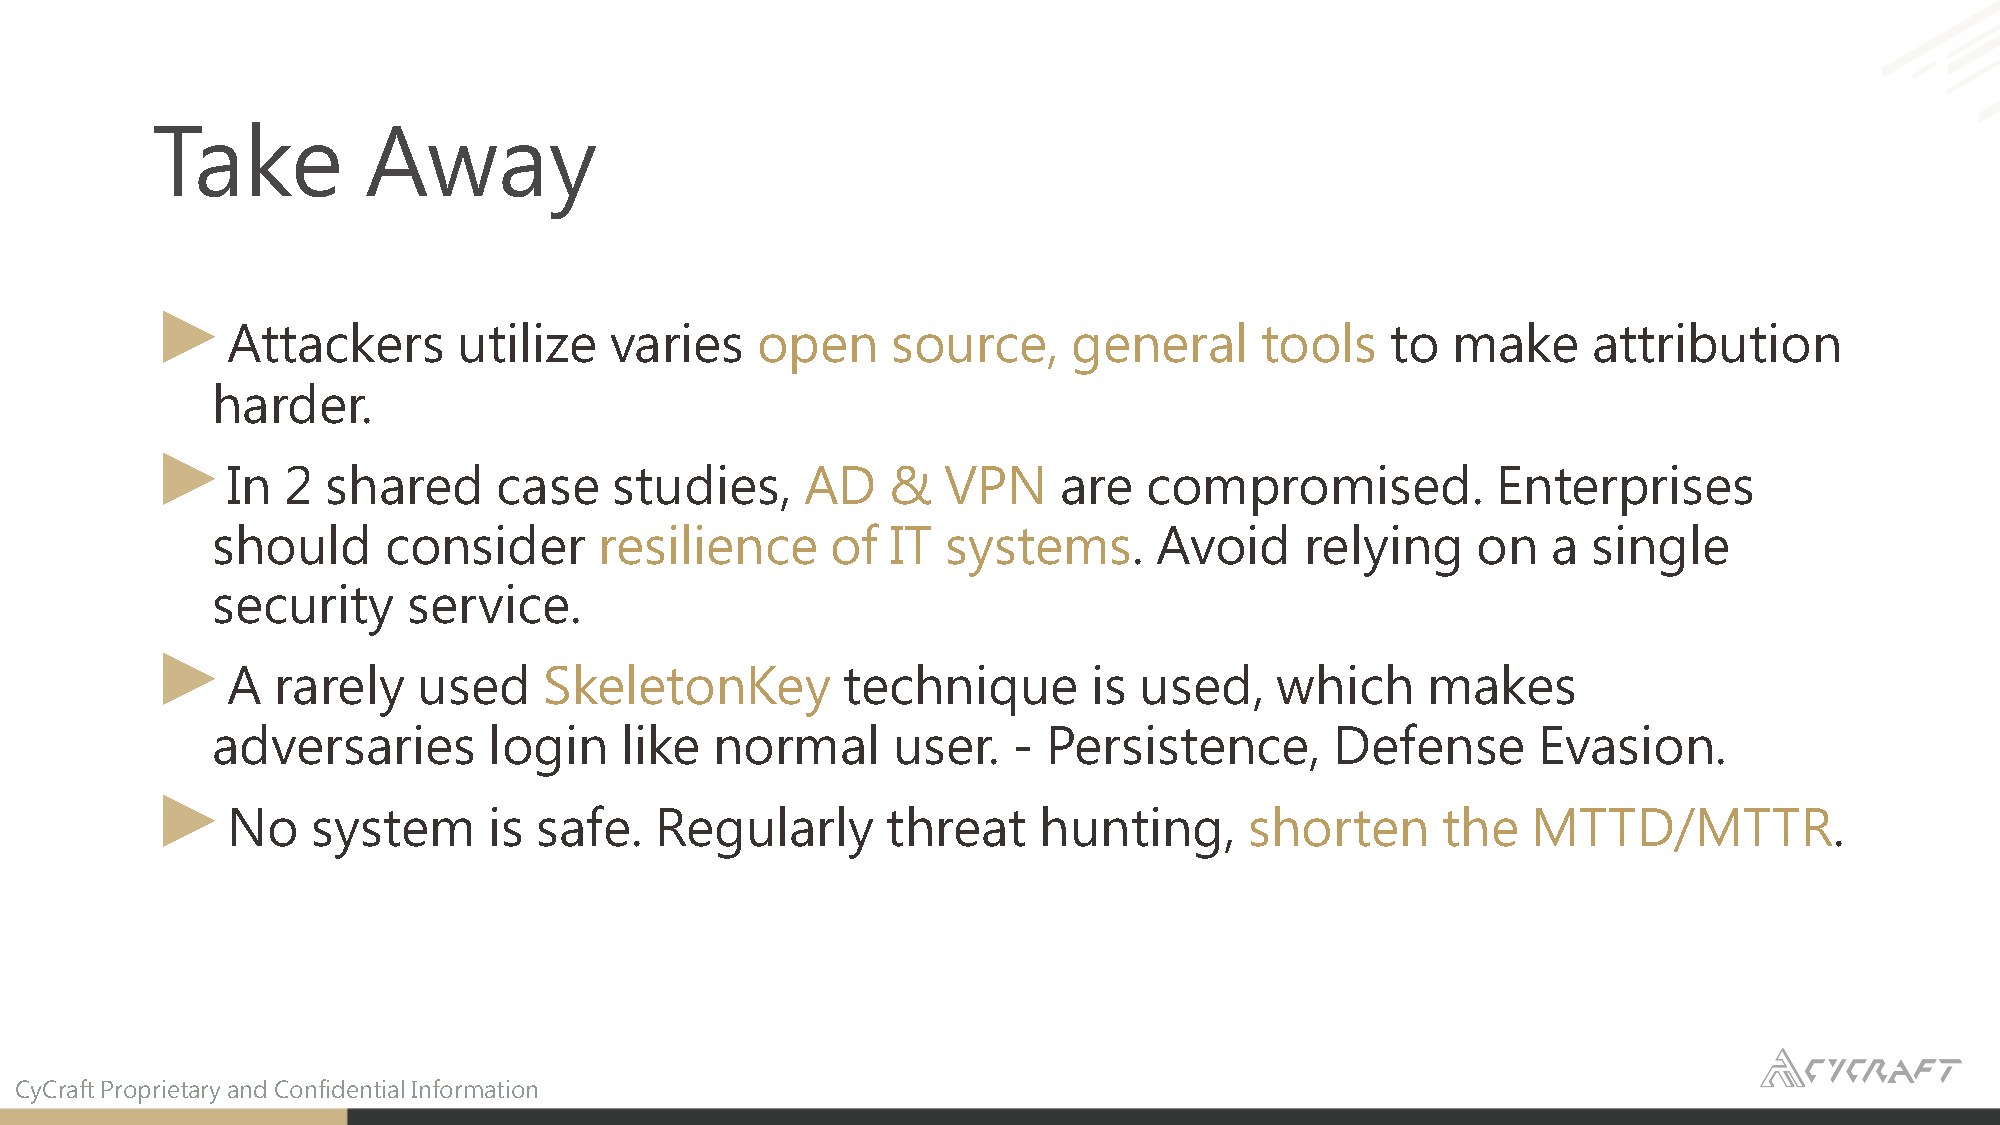 Take Away
►Attackers utilize varies open source, general tools to make attribution
harder.
►In 2 shared case studies, AD & VPN are compromised. Enterprises
should consider resilience of IT systems. Avoid relying on a single
security service.
►A rarely used SkeletonKey technique is used, which makes
adversaries login like normal user. - Persistence, Defense Evasion.
►No system is safe. Regularly threat hunting, shorten the MTTD/MTTR.
CYCRAFT
CyCraft Proprietary and Confidential Information